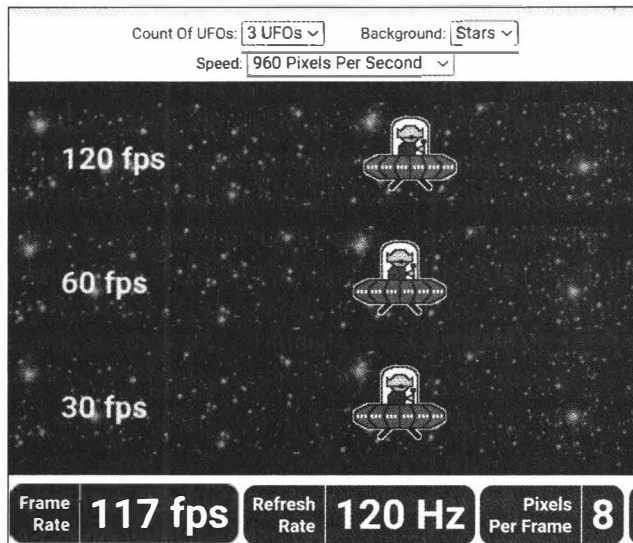 Count Of UFOs: 3 UFOs Background: Stars
Speed: 960 Pixels Per Second
120 fps
60 fps
30 fps
Frame Rate 117 fps Refresh Rate 120 Hz Pixels Per Frame 8